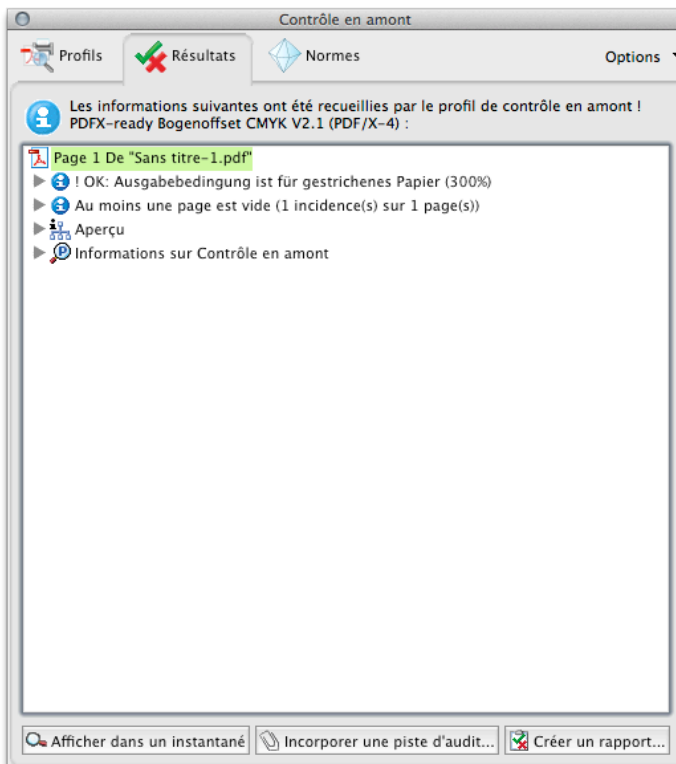 Contrôle en amont
Profils
Résultats
Normes
Options
Les informations suivantes ont été recueillies par le profil de contrôle en amont !
PDFX-ready Bogenoffset CMYK V2.1 (PDF/X-4) :
Page 1 De "Sans titre-1.pdf"
! OK: Ausgabebedingung ist für gestrichenes Papier (300%)
Au moins une page est vide (1 incidence(s) sur 1 page(s))
Aperçu
Informations sur Contrôle en amont
Afficher dans un instantané
Incorporer une piste d'audit...
Créer un rapport...